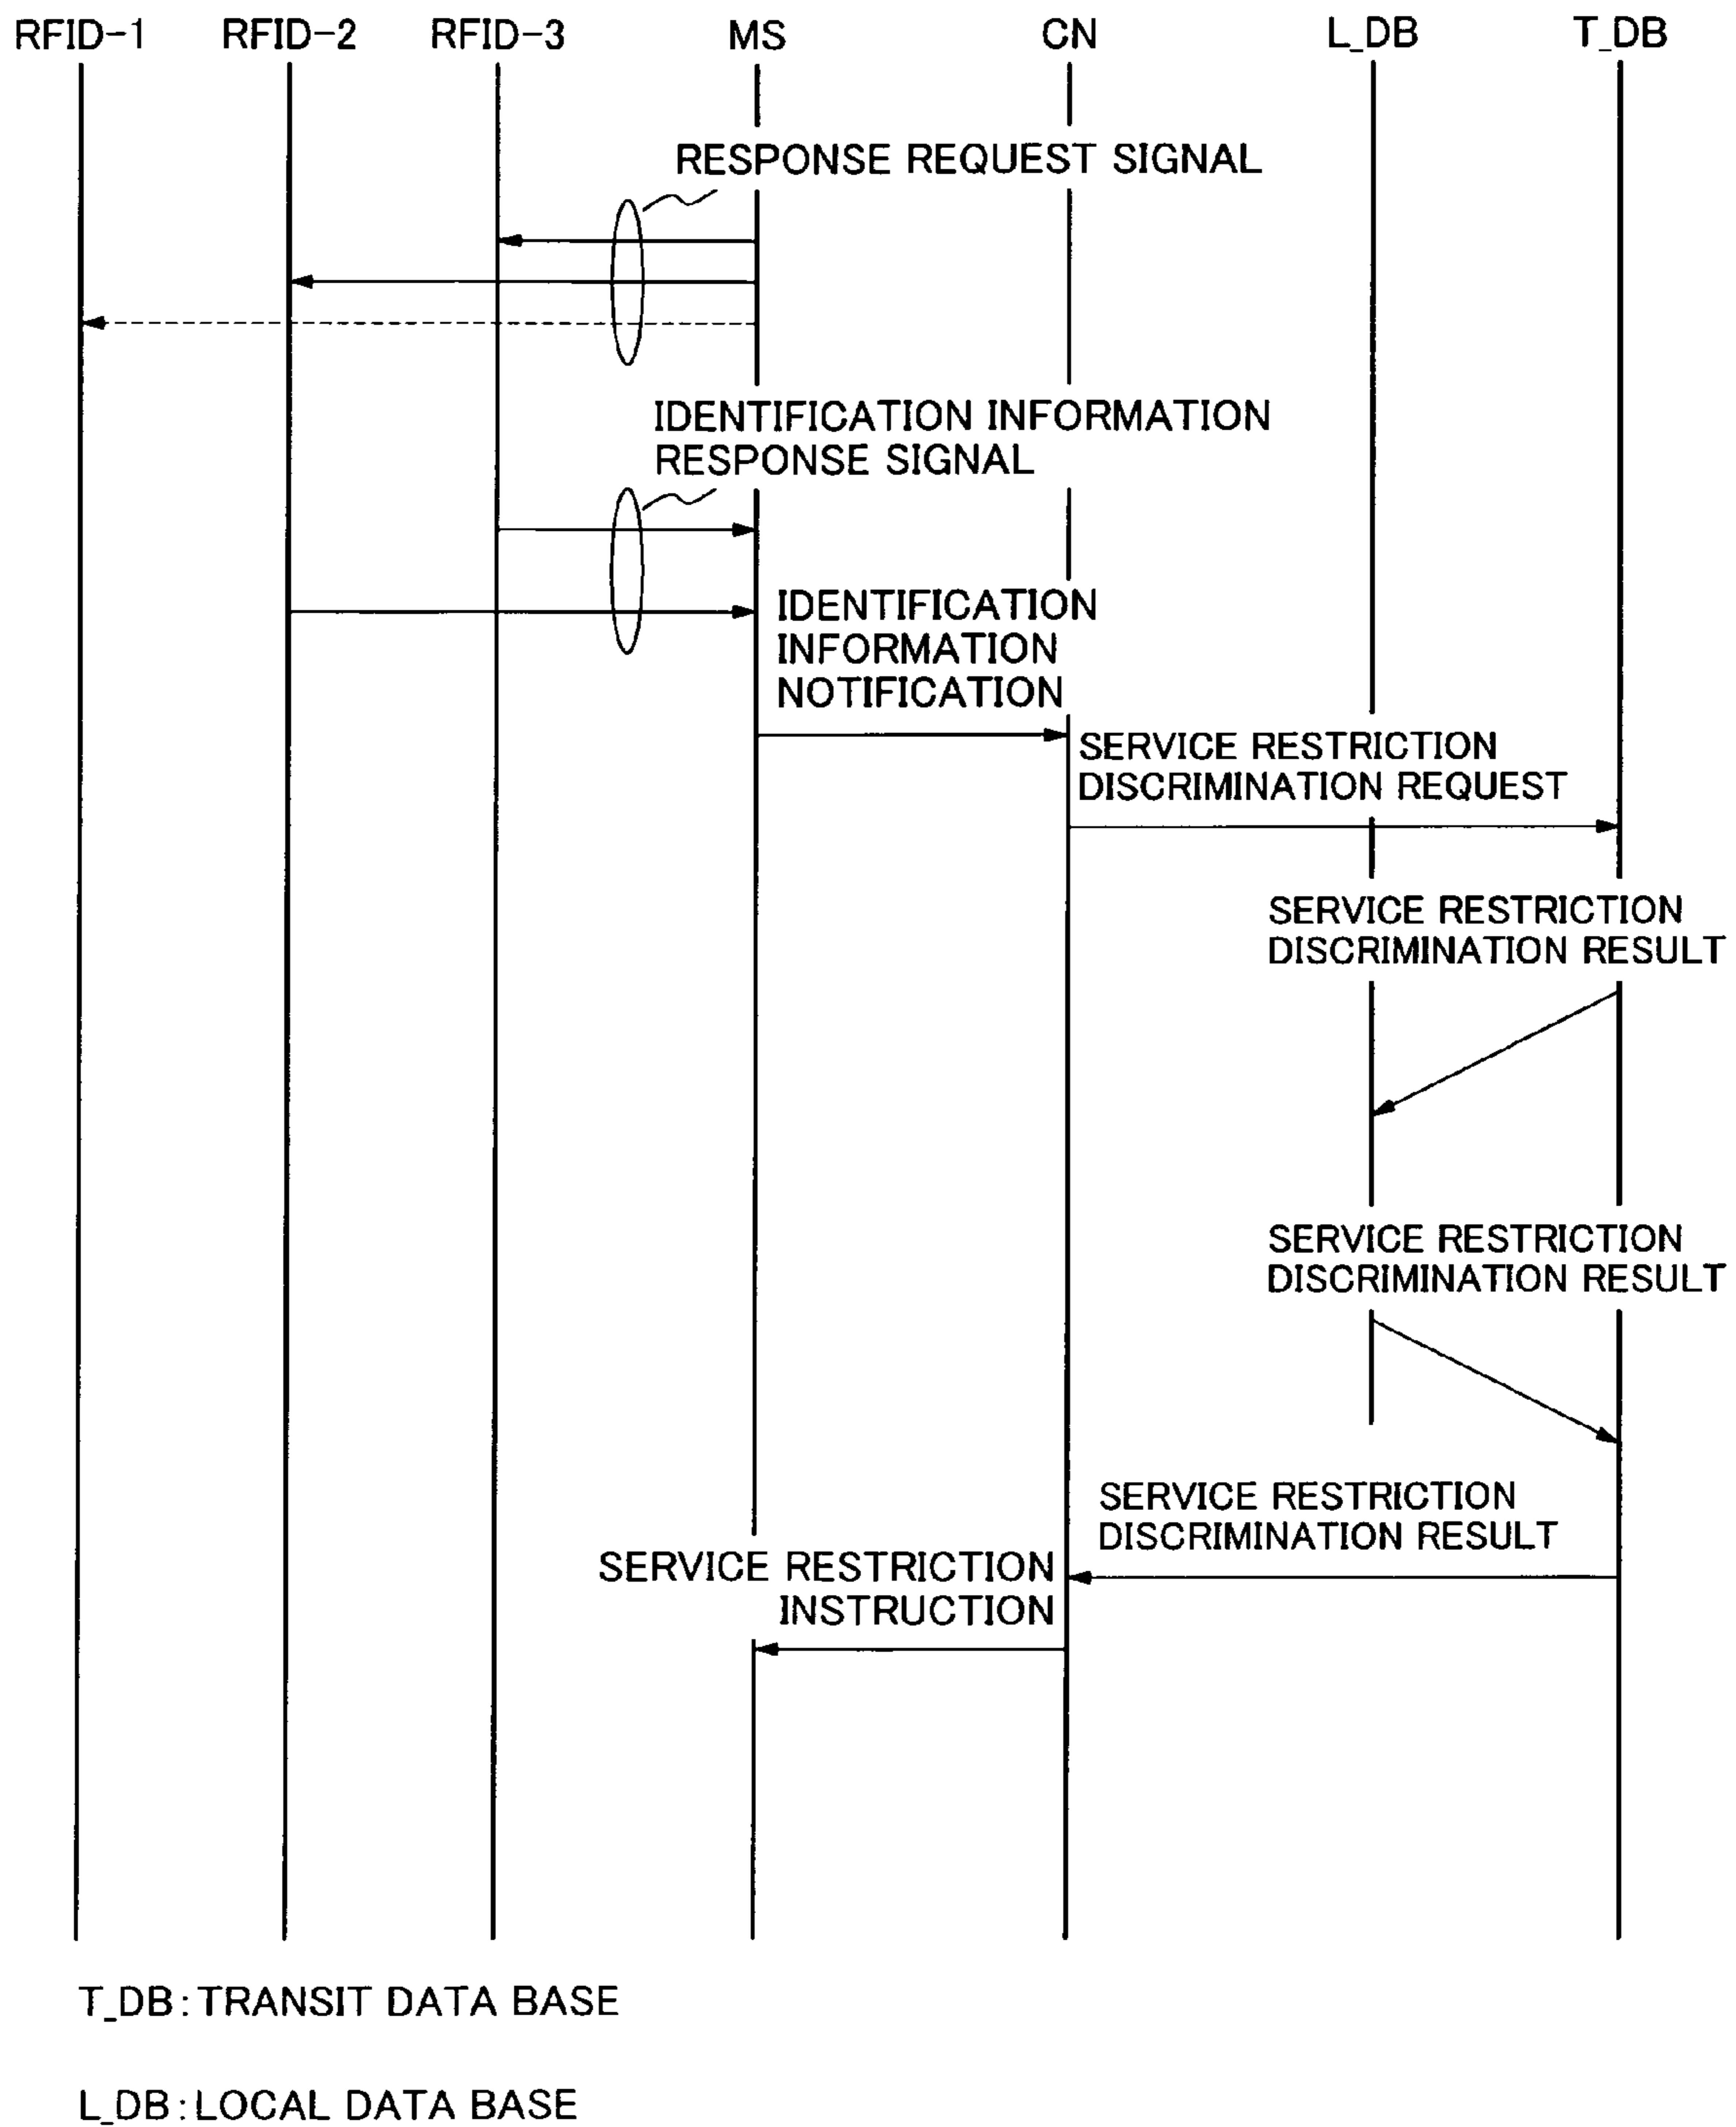 RFID-1 RFID-2 RFID-3 MS CN L_DB T_DB
RESPONSE REQUEST SIGNAL
IDENTIFICATION INFORMATION
RESPONSE SIGNAL
IDENTIFICATION
INFORMATION
NOTIFICATION
SERVICE RESTRICTION
DISCRIMINATION REQUEST
SERVICE RESTRICTION
DISCRIMINATION RESULT
SERVICE RESTRICTION
DISCRIMINATION RESULT
SERVICE RESTRICTION
DISCRIMINATION RESULT
SERVICE RESTRICTION
INSTRUCTION
T_DB : TRANSIT DATA BASE
L_DB : LOCAL DATA BASE